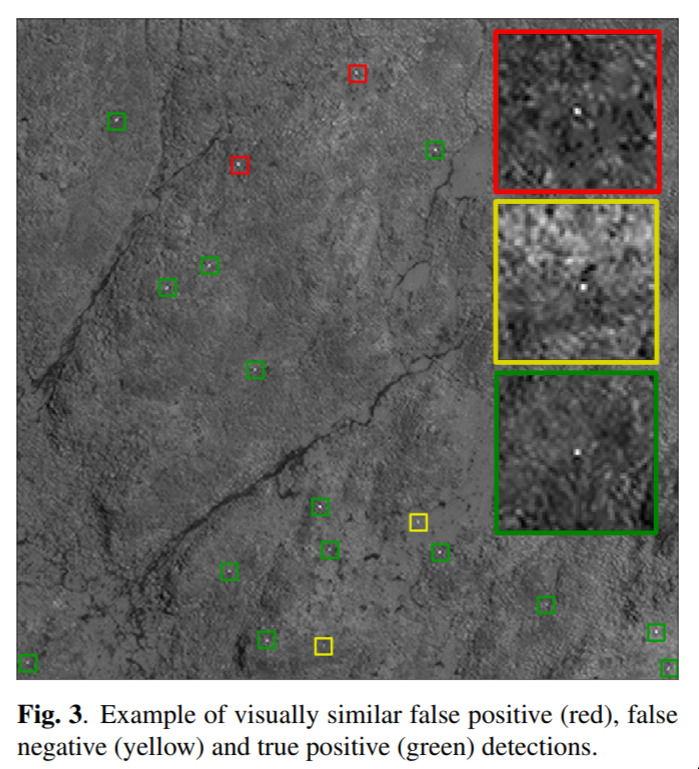 Fig. 3. Example of visually similar false positive (red), false
negative (yellow) and true positive (green) detections.